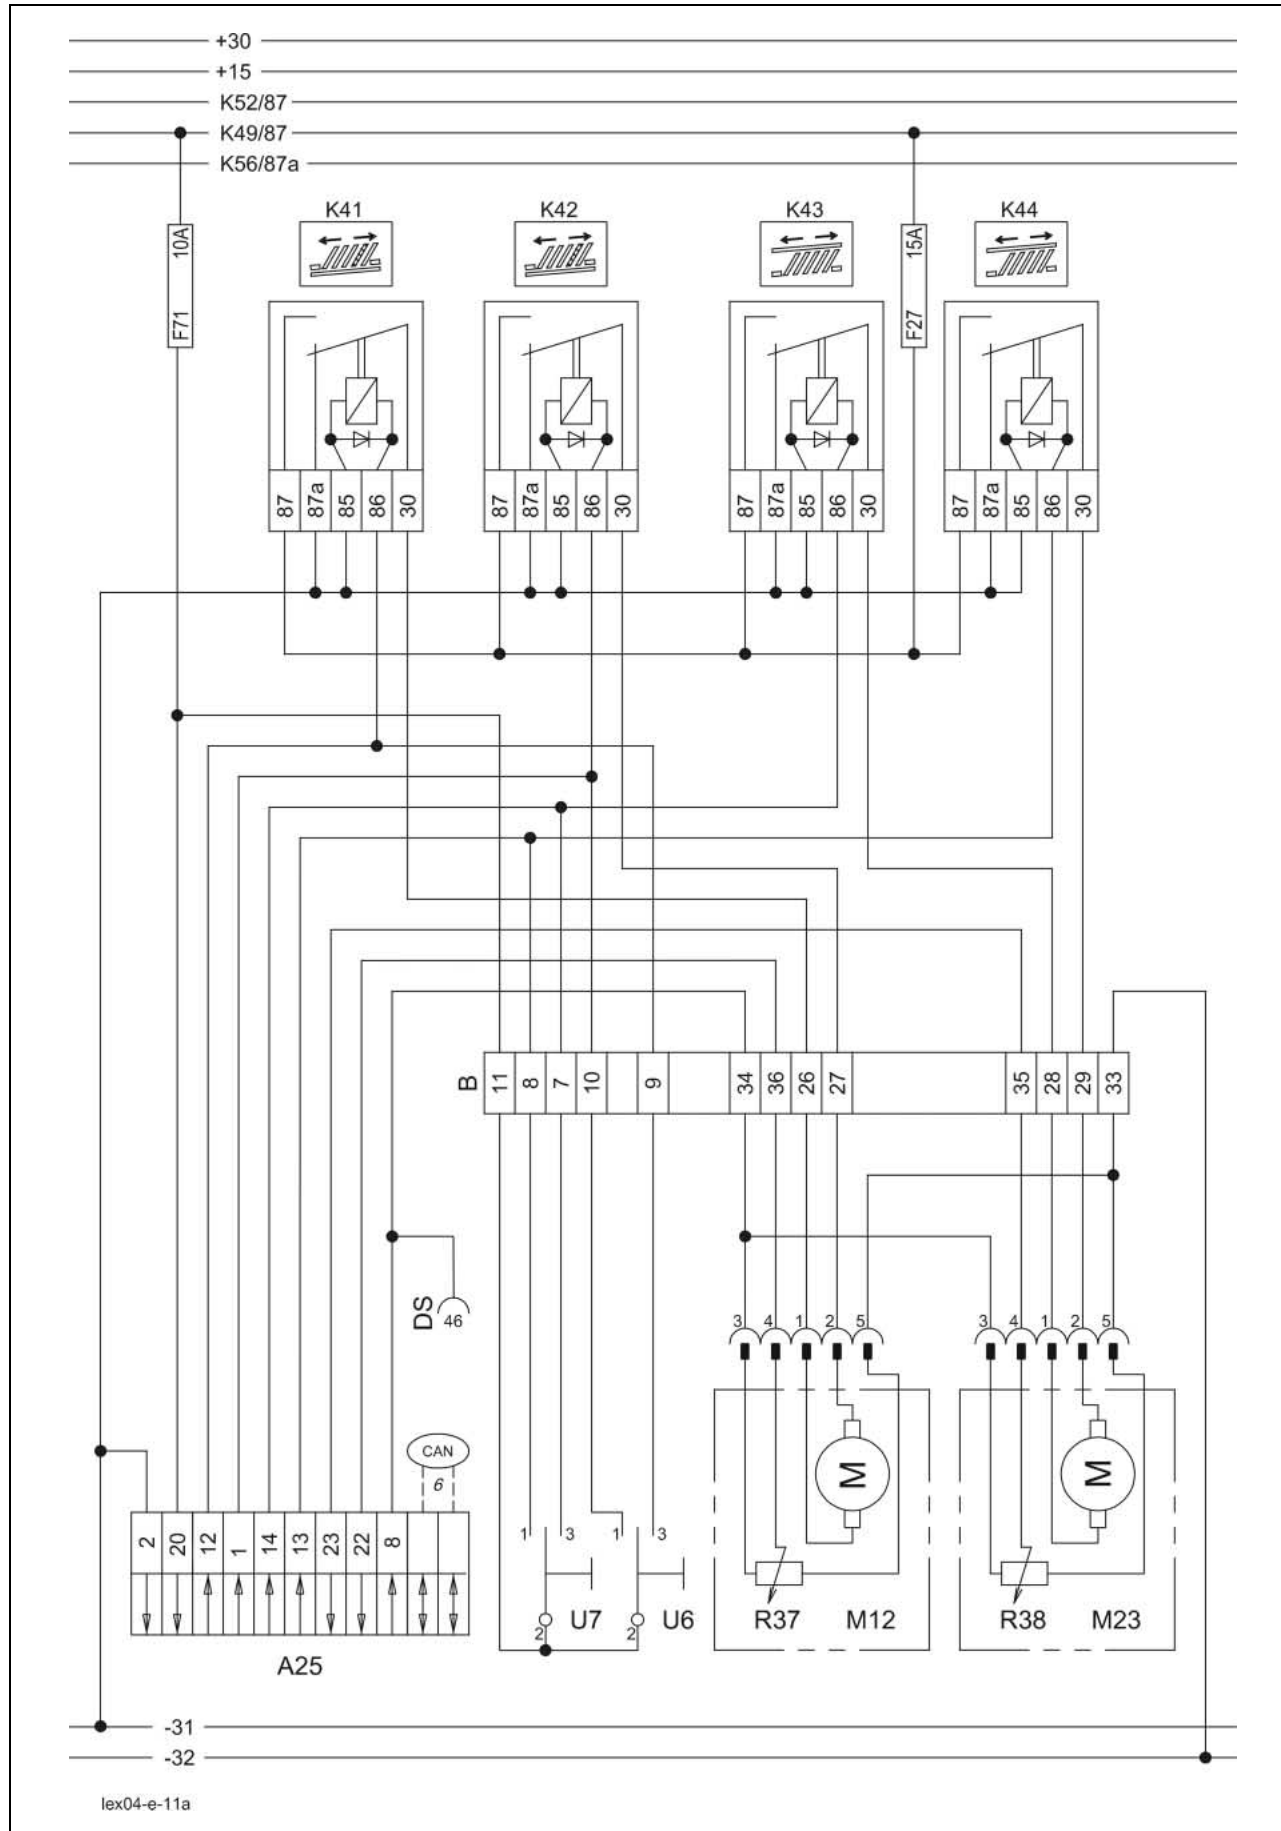 +30
+15
K52/87
K49/87
K56/87a
K41 K42 K43 K44
10A F71
15A F27
87 87a 85 86 30
87 87a 85 86 30
87 87a 85 86 30
87 87a 85 86 30
B 11 8 7 10 9 34 36 26 27 35 28 29 33
DS 46
3 4 1 2 5
3 4 1 2 5
CAN
6
M M
2 20 12 1 14 13 23 22 8
1 3 1 3
2 U7 2 U6 R37 M12 R38 M23
A25
-31
-32
lex04-e-11a